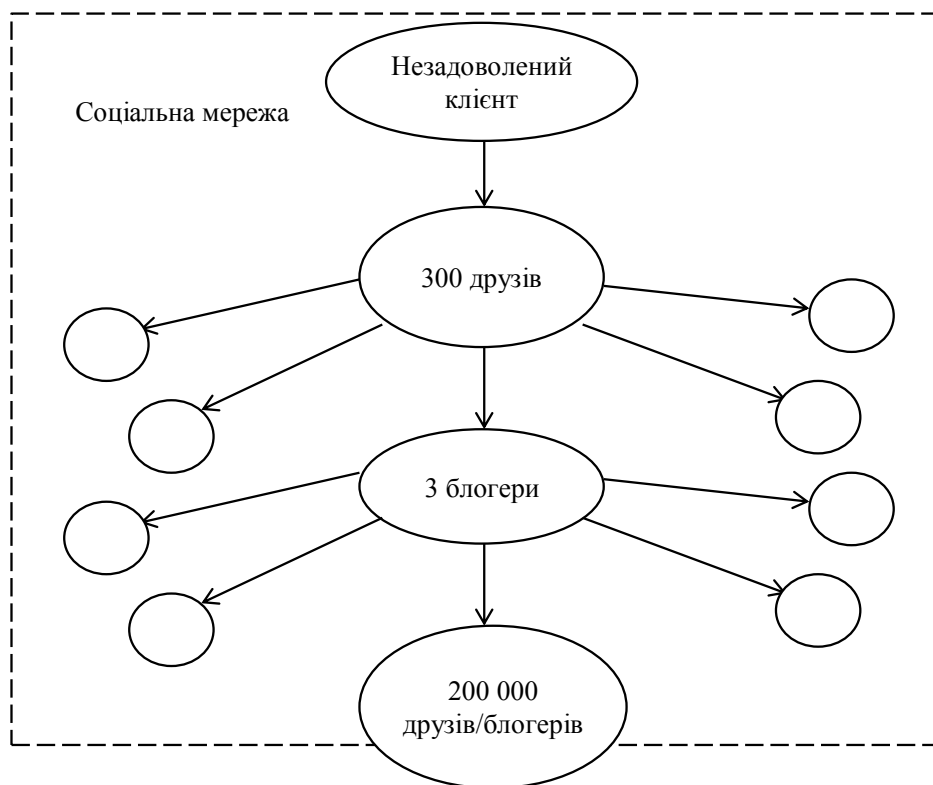 Незадоволений
клієнт
Соціальна мережа
300 друзів
3 блогери
200 000
друзів/блогерів